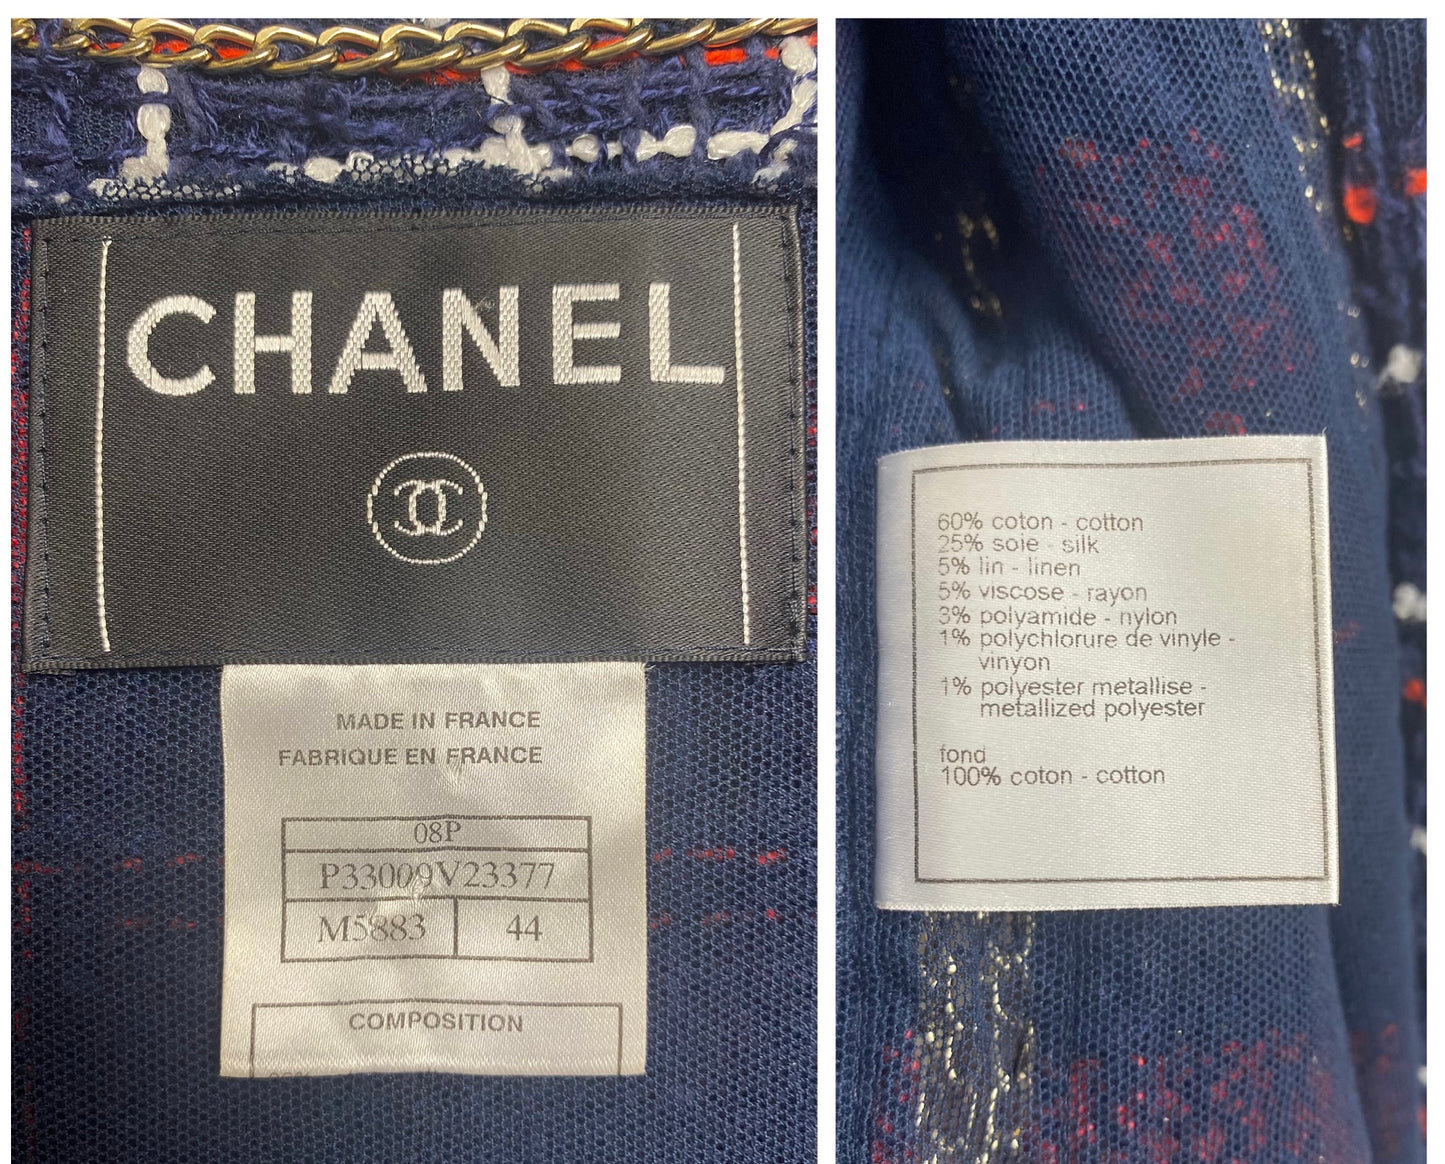 CHANEL
MADE IN FRANCE
FABRIQUE EN FRANCE
08P
P33009V23377
M5883 44
COMPOSITION
60% coton - cotton
25% soie - silk
5% lin - linen
5% viscose - rayon
3% polyamide - nylon
1% polychlorure de vinyle -
vinyon
1% polyester metallise -
metallized polyester
fond
100% coton - cotton